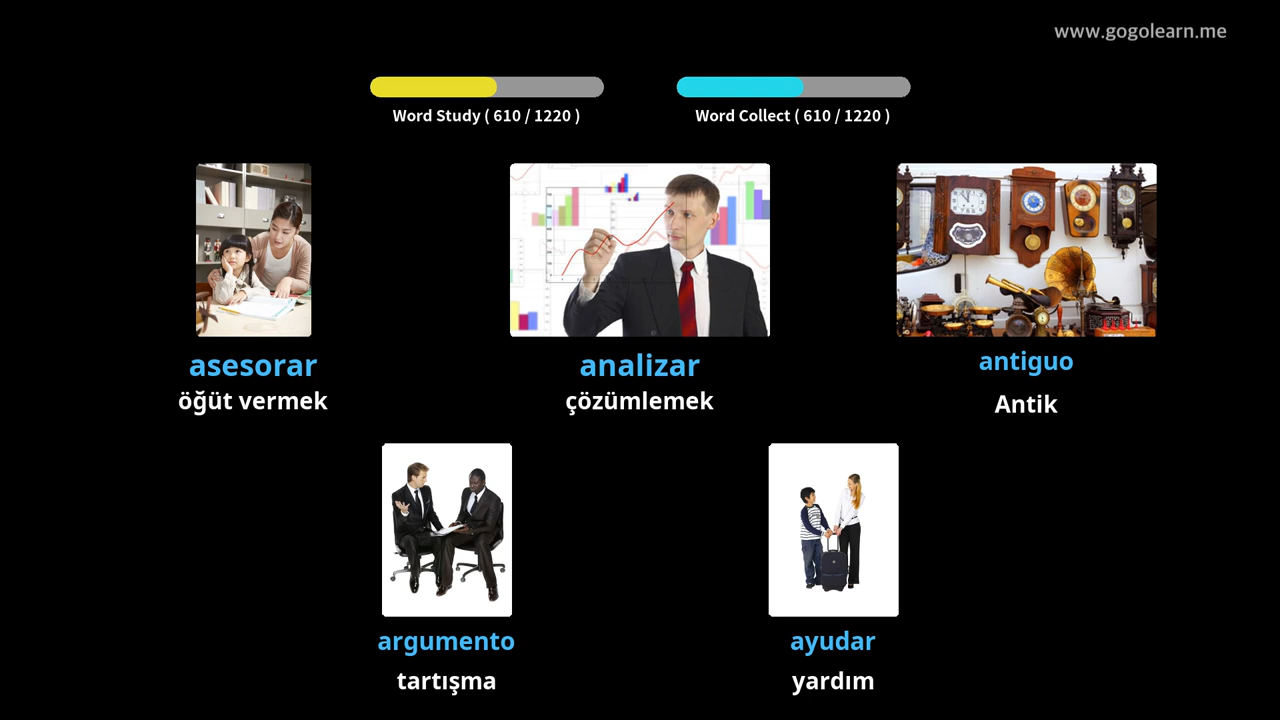 www.gogolearn.me
Word Study ( 610 / 1220 )
Word Collect ( 610 / 1220 )
asesorar
öğüt vermek
analizar
çözümlemek
antiguo
Antik
argumento
tartışma
ayudar
yardım